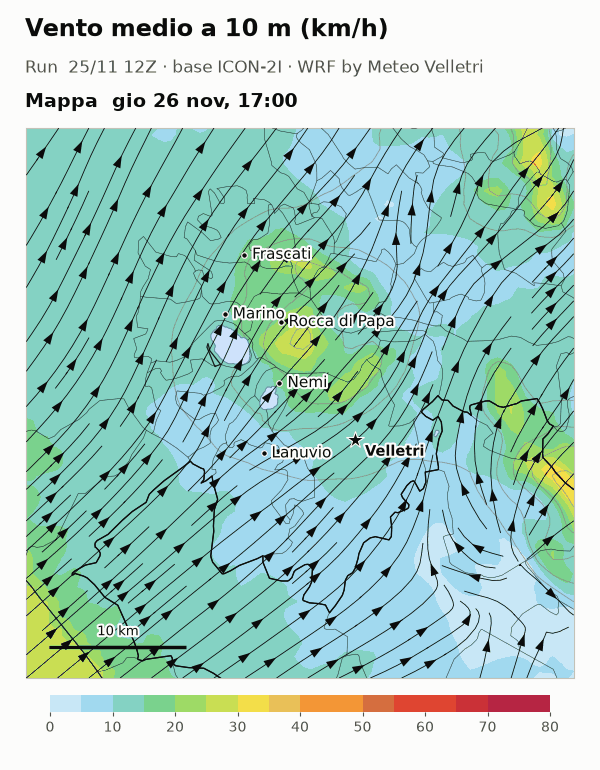 Vento medio a 10 m (km/h)
Run  25/11 12Z · base ICON-2I · WRF by Meteo Velletri
Mappa  gio 26 nov, 17:00
Frascati
Marino
Rocca di Papa
Nemi
Lanuvio
Velletri
10 km
0 10 20 30 40 50 60 70 80